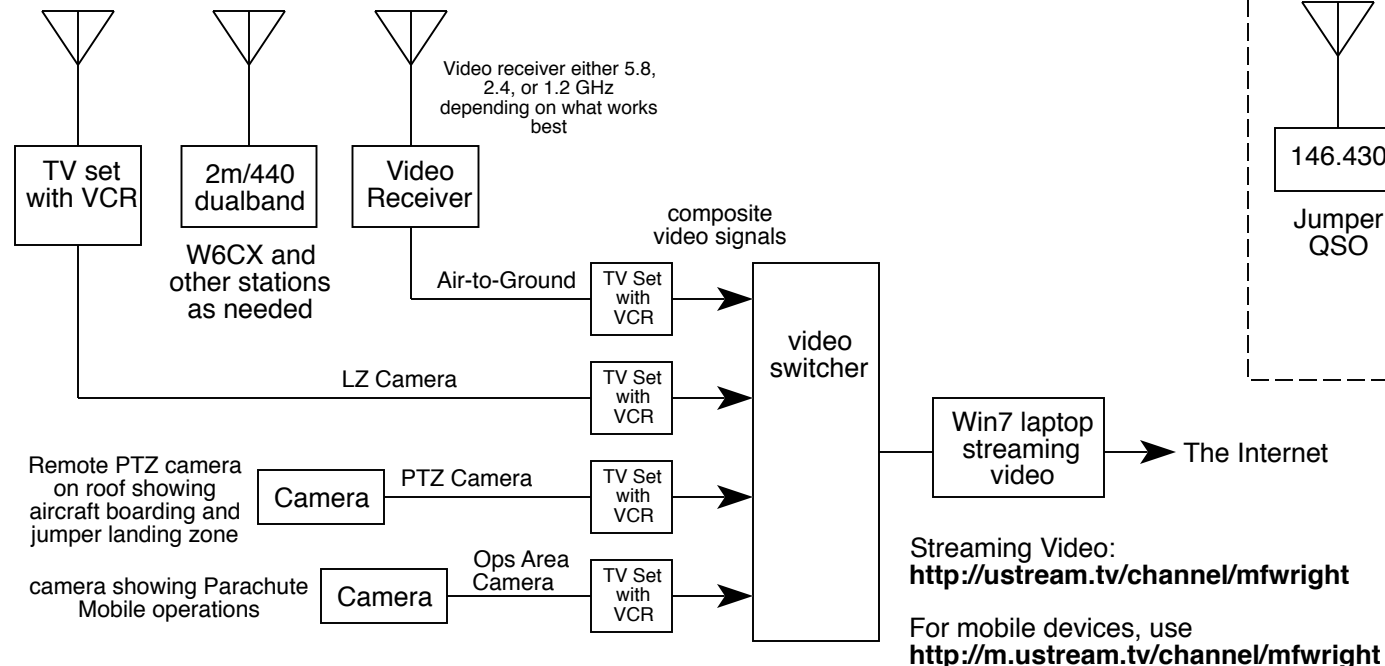 Video receiver either 5.8,
2.4, or 1.2 GHz
depending on what works
best
TV set
with VCR
2m/440
dualband
Video
Receiver
146.430
Jumper
QSO
W6CX and
other stations
as needed
composite
video signals
Air-to-Ground
TV Set
with
VCR
video
switcher
LZ Camera
TV Set
with
VCR
Win7 laptop
streaming
video
The Internet
Remote PTZ camera
on roof showing
aircraft boarding and
jumper landing zone
Camera
PTZ Camera
TV Set
with
VCR
camera showing Parachute
Mobile operations
Camera
Ops Area
Camera
TV Set
with
VCR
Streaming Video:
http://ustream.tv/channel/mfwright
For mobile devices, use
http://m.ustream.tv/channel/mfwright